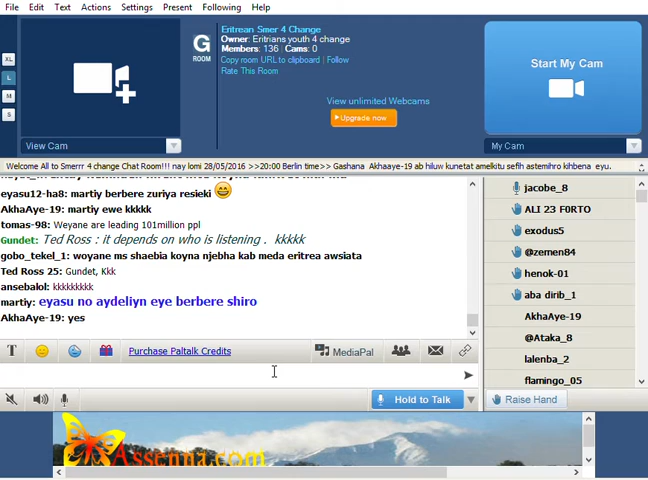 File Edit Text Actions Settings Present Following Help
XL
L
M
S
View Cam
G
ROOM
Eritrean Smer 4 Change
Owner: Eritrians youth 4 change
Members: 136 Cams: 0
Copy room URL to clipboard | Follow
Rate This Room
View unlimited Webcams
Upgrade now
Start My Cam
My Cam
Welcome All to Smerrr 4 change Chat Room!!! nay lomi 28/05/2016 >>20:00 Berlin time>> Gashana Akhaaye-19 ab hiluw kunetat amelkitu sefih astemihro kihbena eyu.
eyasu12-ha8: martiy berbere zuriya resieki
AkhaAye-19: martiy ewe kkkkk
tomas-98: Weyane are leading 101million ppl
Gundet: Ted Ross : it depends on who is listening . kkkkk
gobo_tekel_1: woyane ms shaebia koyna njebha kab meda eritrea awsiata
Ted Ross 25: Gundet, Kkk
ansebalol: kkkkkkkkk
martiy: eyasu no aydeliyn eye berbere shiro
AkhaAye-19: yes
jacobe_8
ALI 23 F0RTO
exodus5
@zemen84
henok-01
aba dirib_1
AkhaAye-19
@Ataka_8
lalenba_2
flamingo_05
T Purchase Paltalk Credits MediaPal
Hold to Talk
Raise Hand
Assenna.com